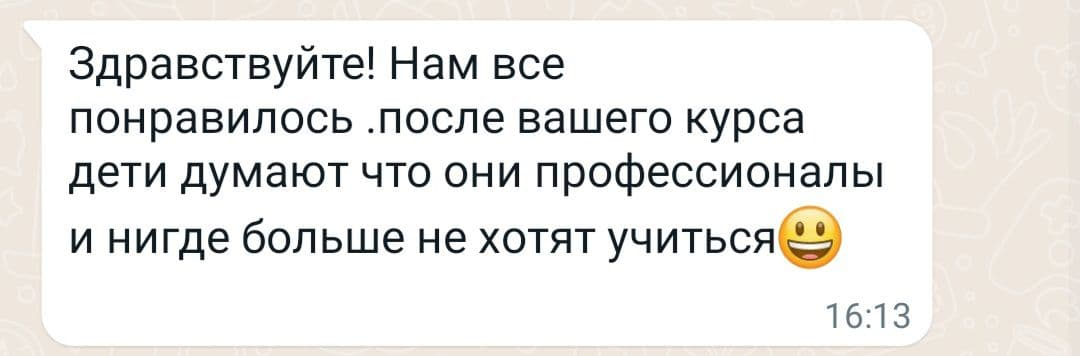 Здравствуйте! Нам все
понравилось .после вашего курса
дети думают что они профессионалы
и нигде больше не хотят учиться😃
16:13